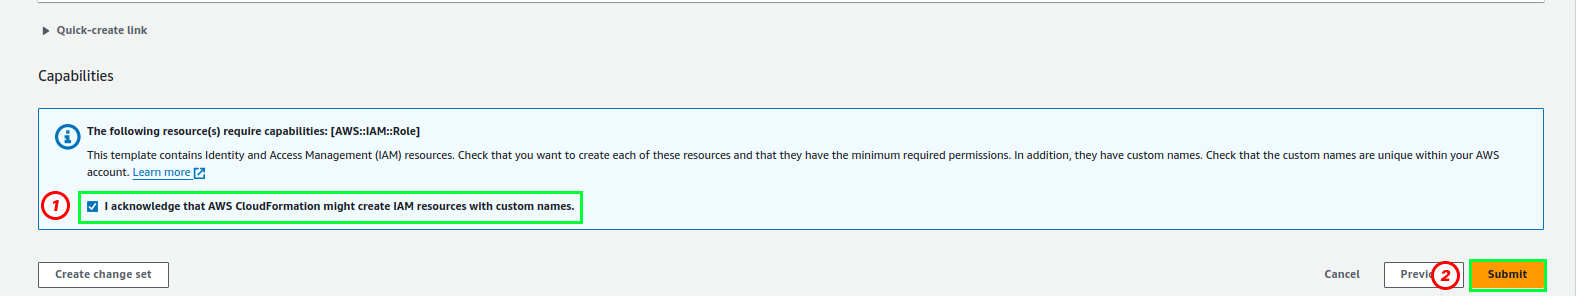 Quick-create link
Capabilities
The following resource(s) require capabilities: [AWS::IAM::Role]
This template contains Identity and Access Management (IAM) resources. Check that you want to create each of these resources and that they have the minimum required permissions. In addition, they have custom names. Check that the custom names are unique within your AWS
account. Learn more
1 I acknowledge that AWS CloudFormation might create IAM resources with custom names.
Create change set Cancel 2 Submit